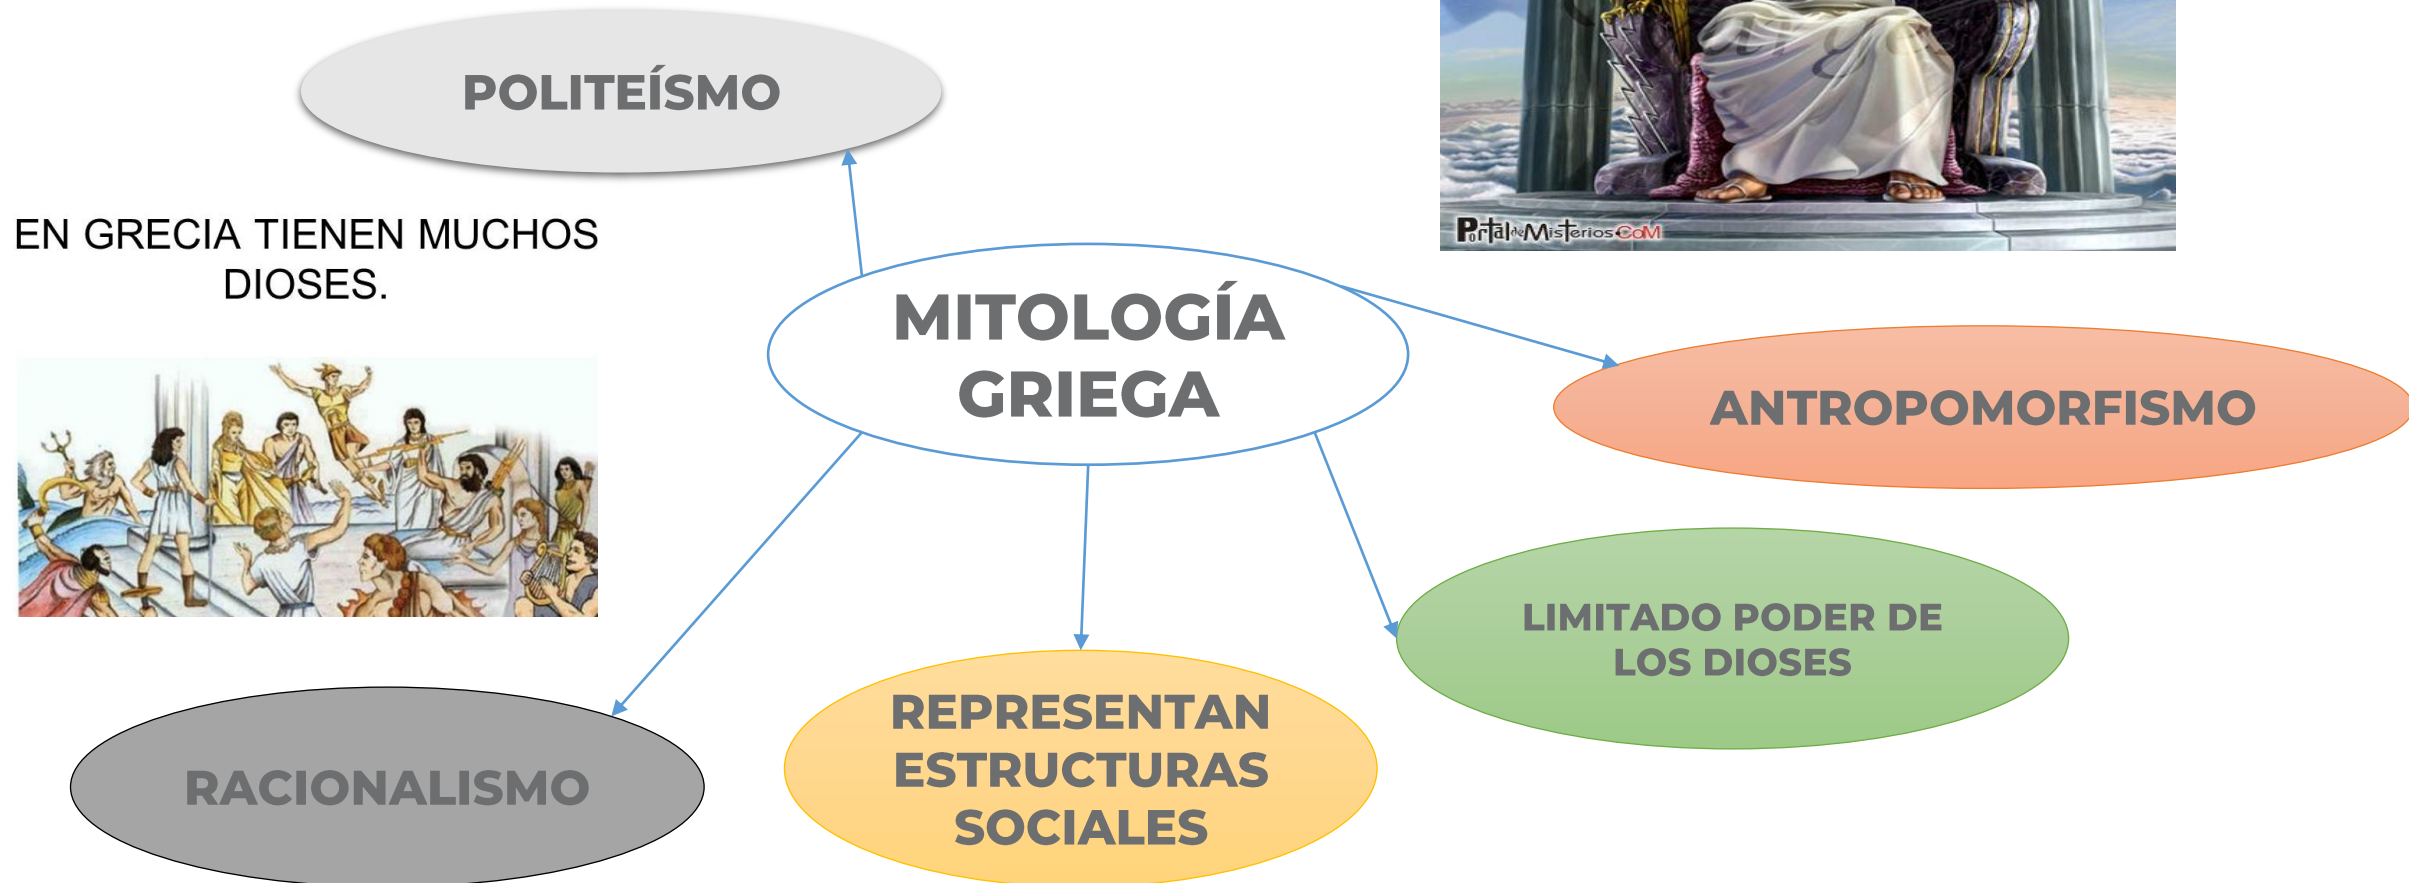 POLITEÍSMO
EN GRECIA TIENEN MUCHOS
DIOSES.
PortaldeMisterios.CoM
MITOLOGÍA
GRIEGA
ANTROPOMORFISMO
LIMITADO PODER DE
LOS DIOSES
REPRESENTAN
ESTRUCTURAS
SOCIALES
RACIONALISMO